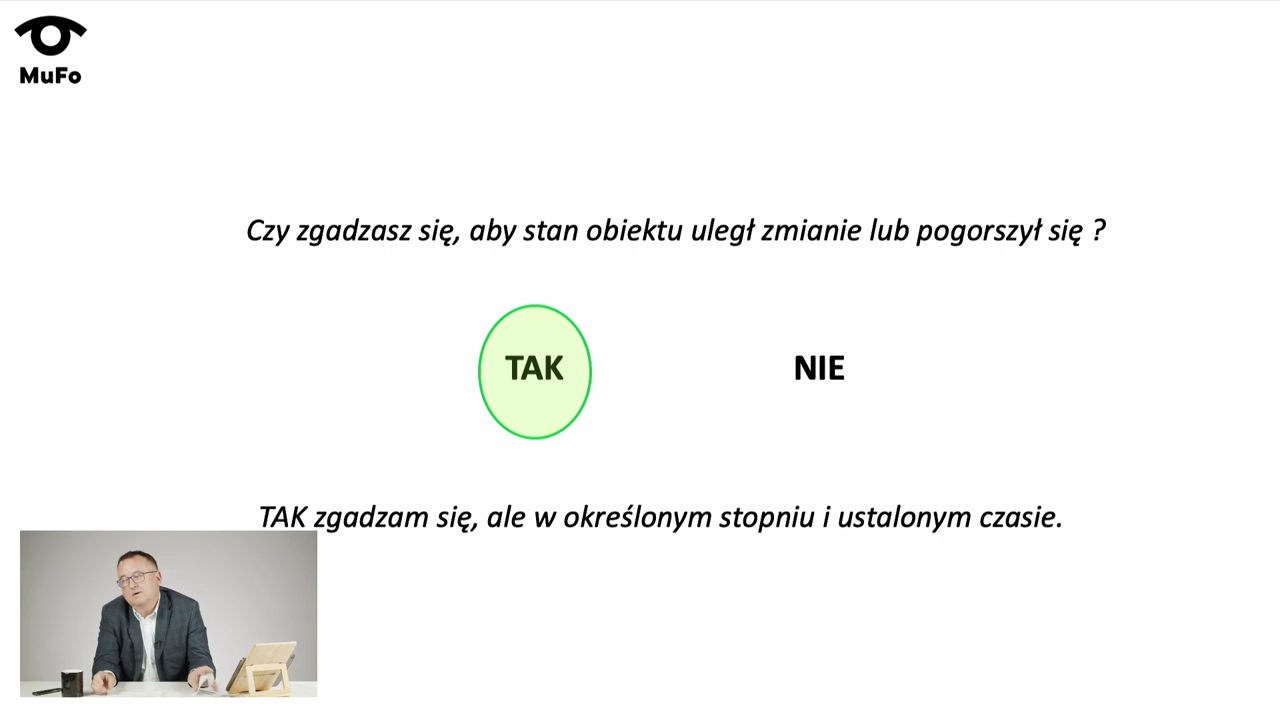 MuFo
Czy zgadzasz się, aby stan obiektu uległ zmianie lub pogorszył się ?
TAK
NIE
TAK zgadzam się, ale w określonym stopniu i ustalonym czasie.